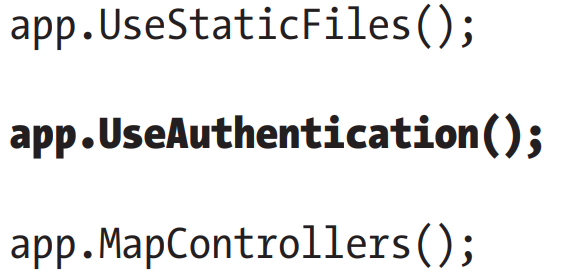 app.UseStaticFiles();
app.UseAuthentication();
app.MapControllers();